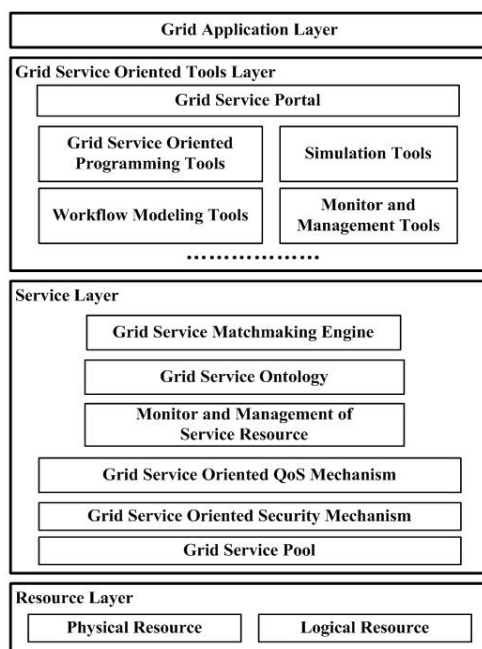 Grid Application Layer
Grid Service Oriented Tools Layer
Grid Service Portal
Grid Service Oriented
Programming Tools
Simulation Tools
Workflow Modeling Tools
Monitor and
Management Tools
..................
Service Layer
Grid Service Matchmaking Engine
Grid Service Ontology
Monitor and Management of
Service Resource
Grid Service Oriented QoS Mechanism
Grid Service Oriented Security Mechanism
Grid Service Pool
Resource Layer
Physical Resource
Logical Resource